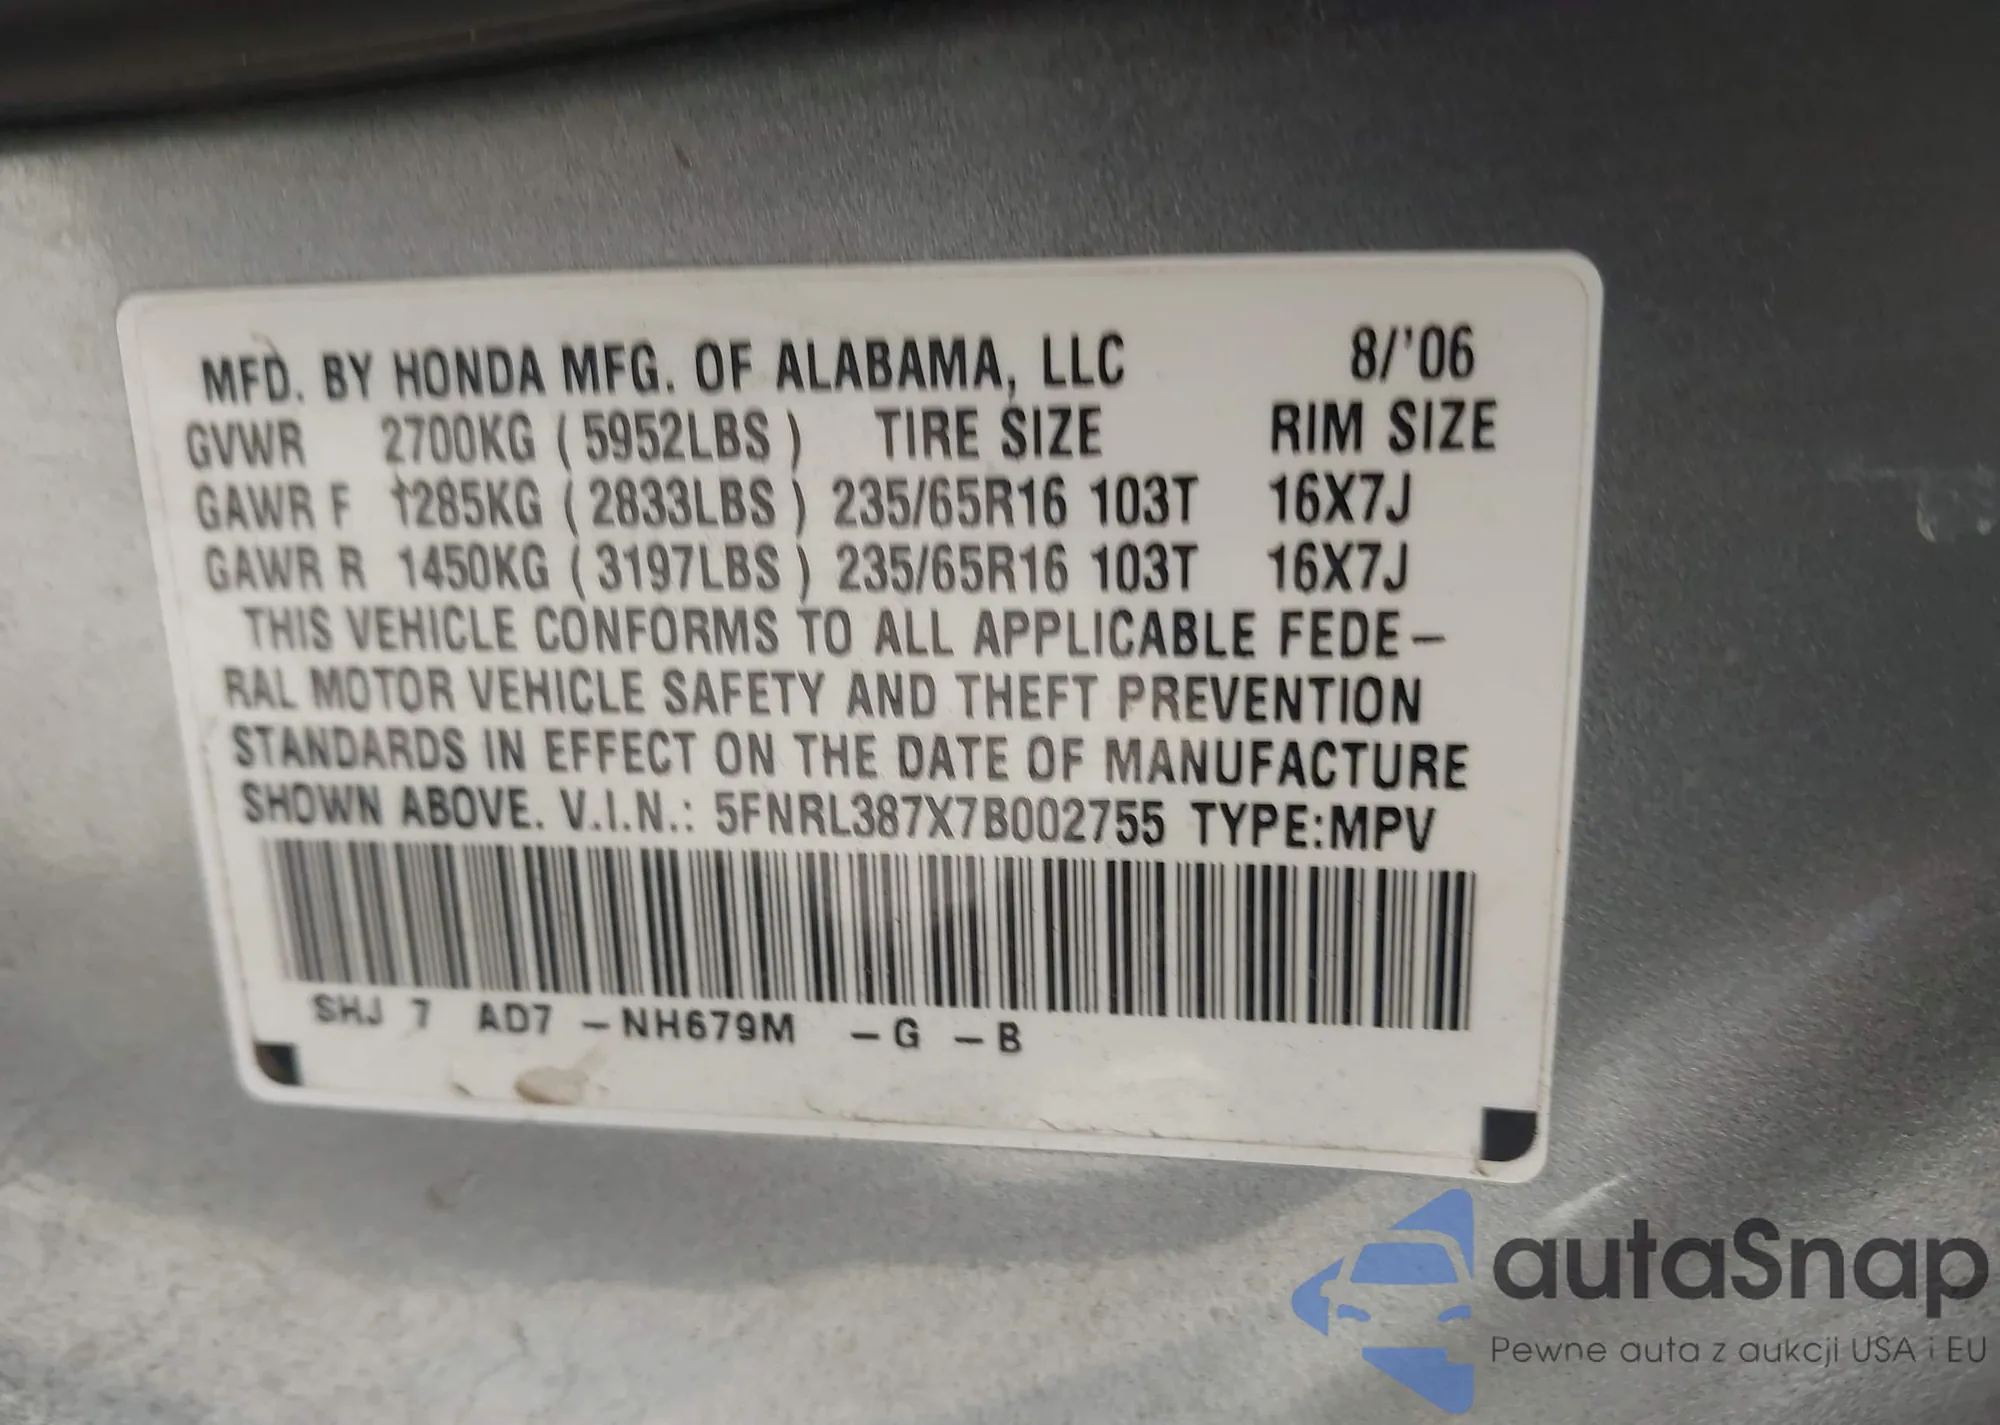 MFD. BY HONDA MFG. OF ALABAMA, LLC 8/'06
GVWR 2700KG ( 5952LBS ) TIRE SIZE RIM SIZE
GAWR F 1285KG ( 2833LBS ) 235/65R16 103T 16X7J
GAWR R 1450KG ( 3197LBS ) 235/65R16 103T 16X7J
THIS VEHICLE CONFORMS TO ALL APPLICABLE FEDE-
RAL MOTOR VEHICLE SAFETY AND THEFT PREVENTION
STANDARDS IN EFFECT ON THE DATE OF MANUFACTURE
SHOWN ABOVE. V.I.N.: 5FNRL387X7B002755 TYPE:MPV
SHJ 7 AD7 -NH679M -G -B
autaSnap
Pewne auta z aukcji USA i EU